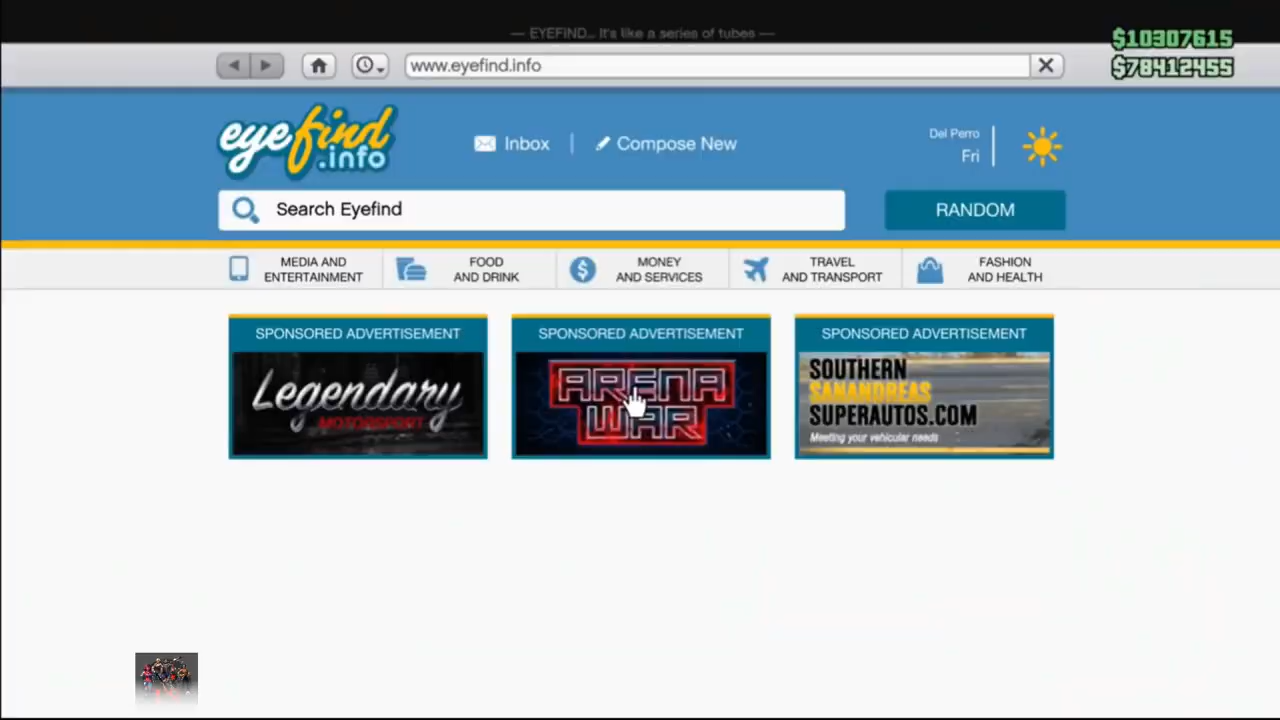 — EYEFIND... It's like a series of tubes —
$10307615
$78412455
www.eyefind.info
eyefind.info
Inbox
Compose New
Del Perro
Fri
Search Eyefind
RANDOM
MEDIA AND ENTERTAINMENT
FOOD AND DRINK
MONEY AND SERVICES
TRAVEL AND TRANSPORT
FASHION AND HEALTH
SPONSORED ADVERTISEMENT
Legendary
MOTORSPORT
SPONSORED ADVERTISEMENT
ARENA
WAR
SPONSORED ADVERTISEMENT
SOUTHERN
SANANDREAS
SUPERAUTOS.COM
Meeting your vehicular needs